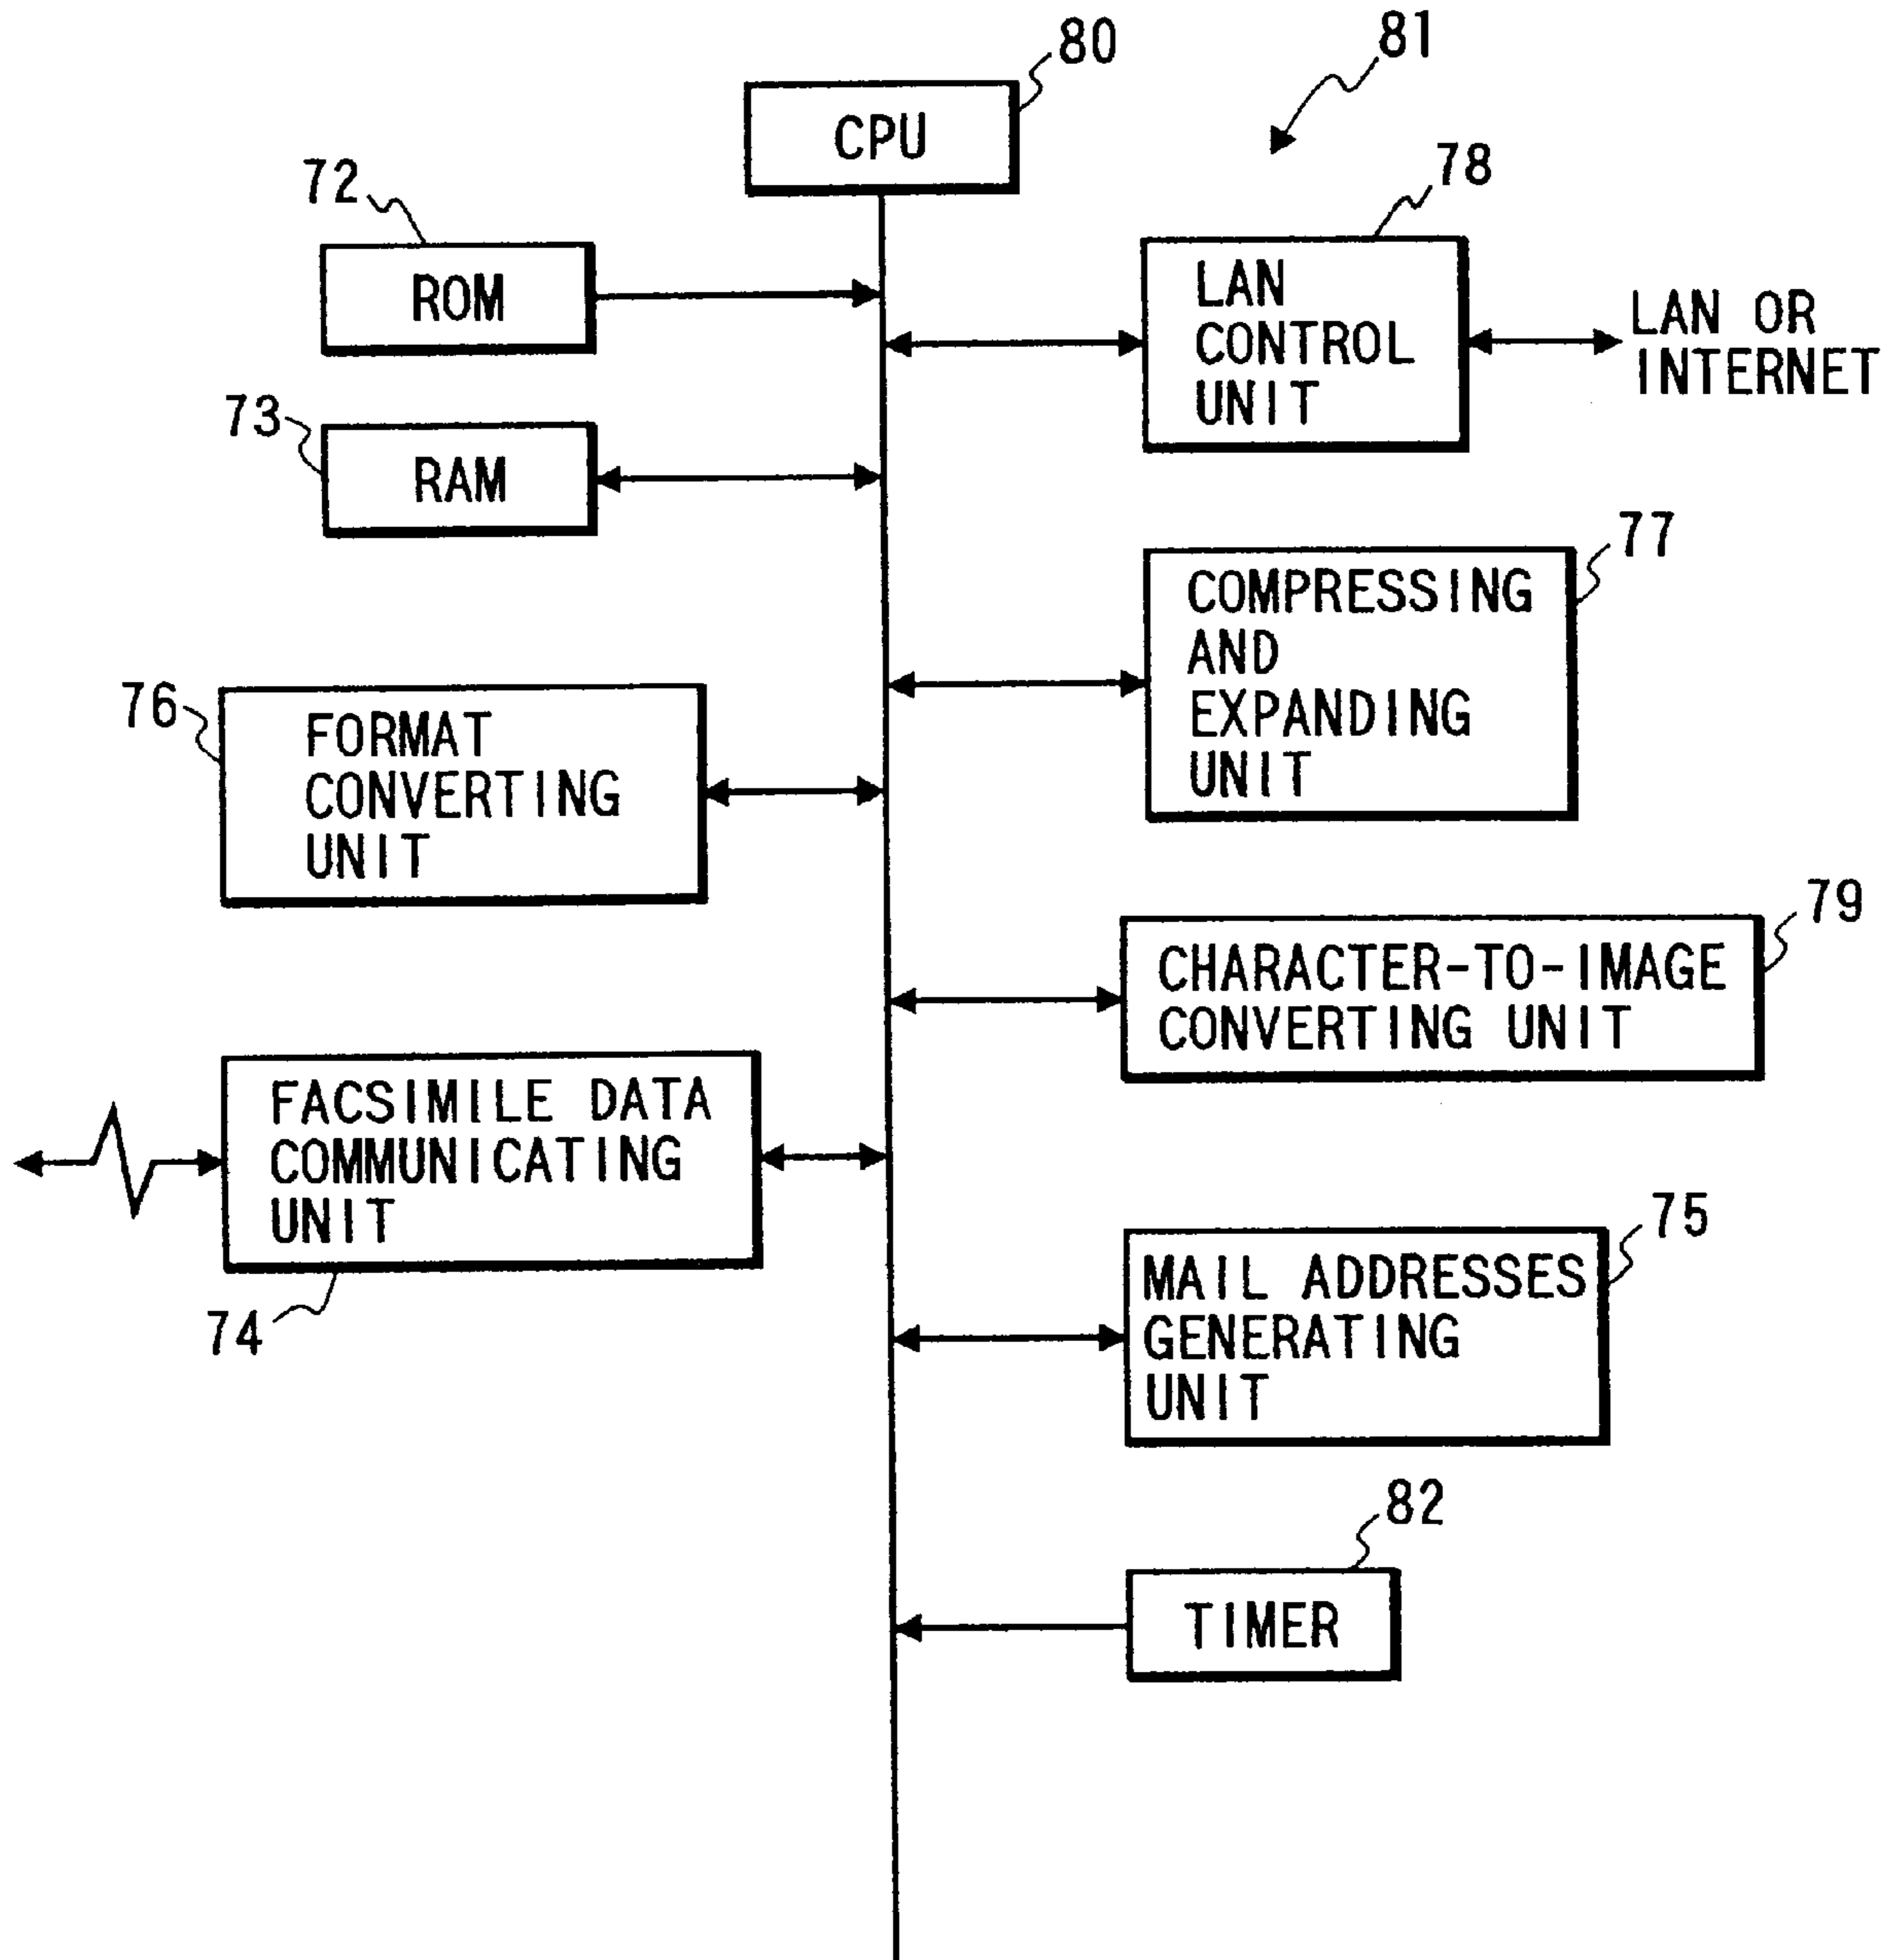 80
81
CPU
72
78
ROM
LAN
CONTROL
UNIT
LAN OR
INTERNET
73
RAM
77
COMPRESSING
AND
EXPANDING
UNIT
76
FORMAT
CONVERTING
UNIT
79
CHARACTER-TO-IMAGE
CONVERTING UNIT
FACSIMILE DATA
COMMUNICATING
UNIT
74
75
MAIL ADDRESSES
GENERATING
UNIT
82
TIMER